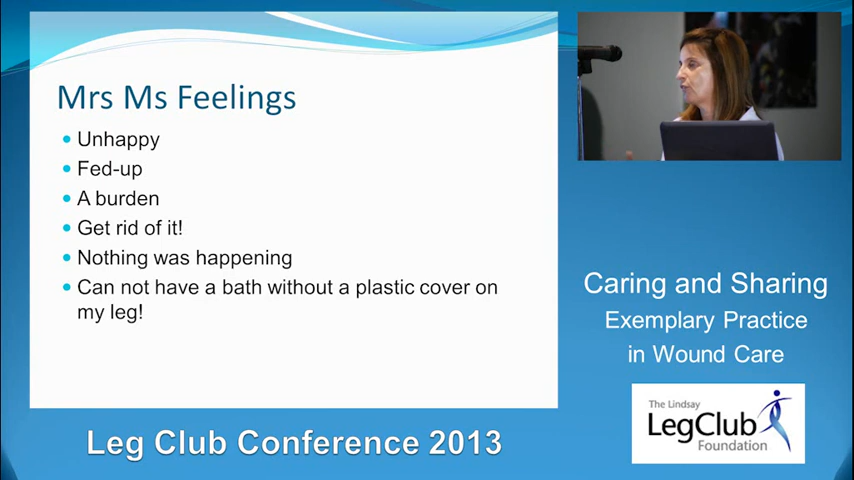 Mrs Ms Feelings
Unhappy
Fed-up
A burden
Get rid of it!
Nothing was happening
Can not have a bath without a plastic cover on
my leg!
Caring and Sharing
Exemplary Practice
in Wound Care
The Lindsay
LegClub
Foundation
Leg Club Conference 2013